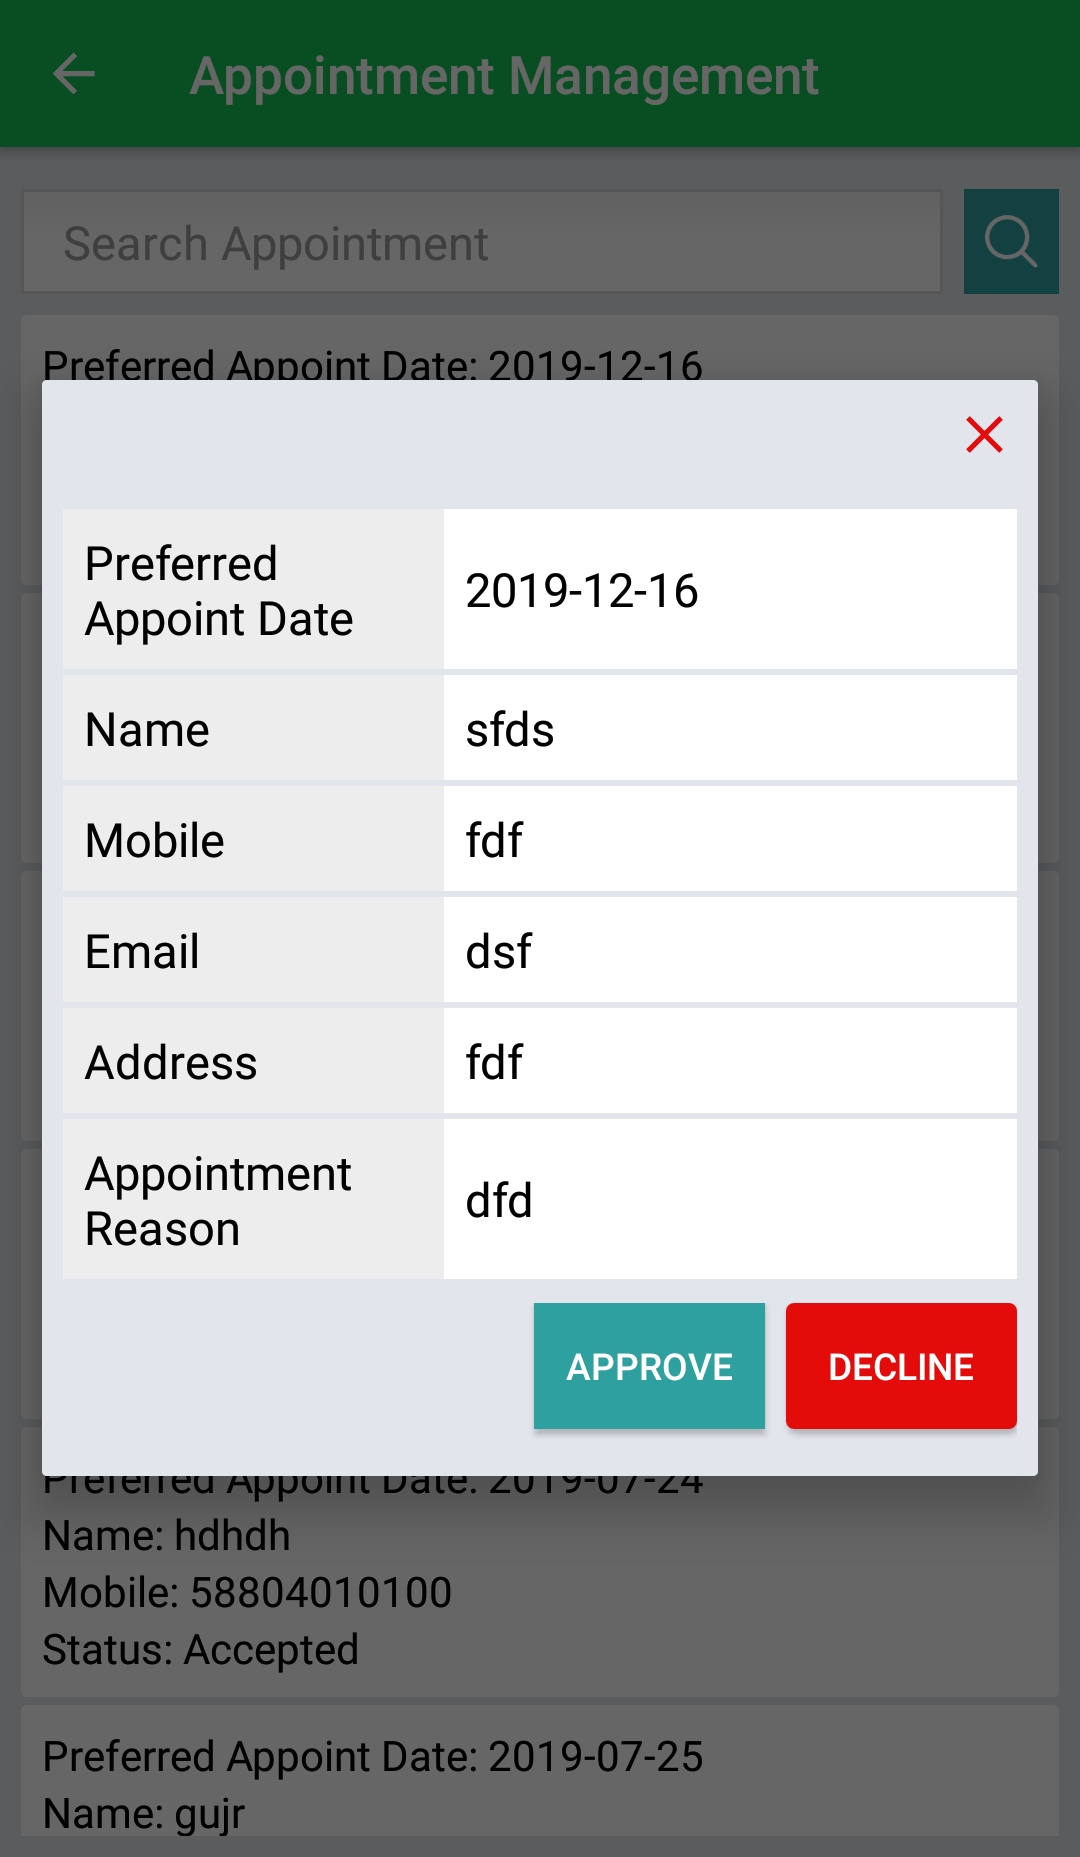 Appointment Management
Search Appointment
Preferred Appoint Date: 2019-12-16
Preferred
Appoint Date
2019-12-16
Name
sfds
Mobile
fdf
Email
dsf
Address
fdf
Appointment
Reason
dfd
APPROVE
DECLINE
Preferred Appoint Date: 2019-07-24
Name: hdhdh
Mobile: 58804010100
Status: Accepted
Preferred Appoint Date: 2019-07-25
Name: gujr